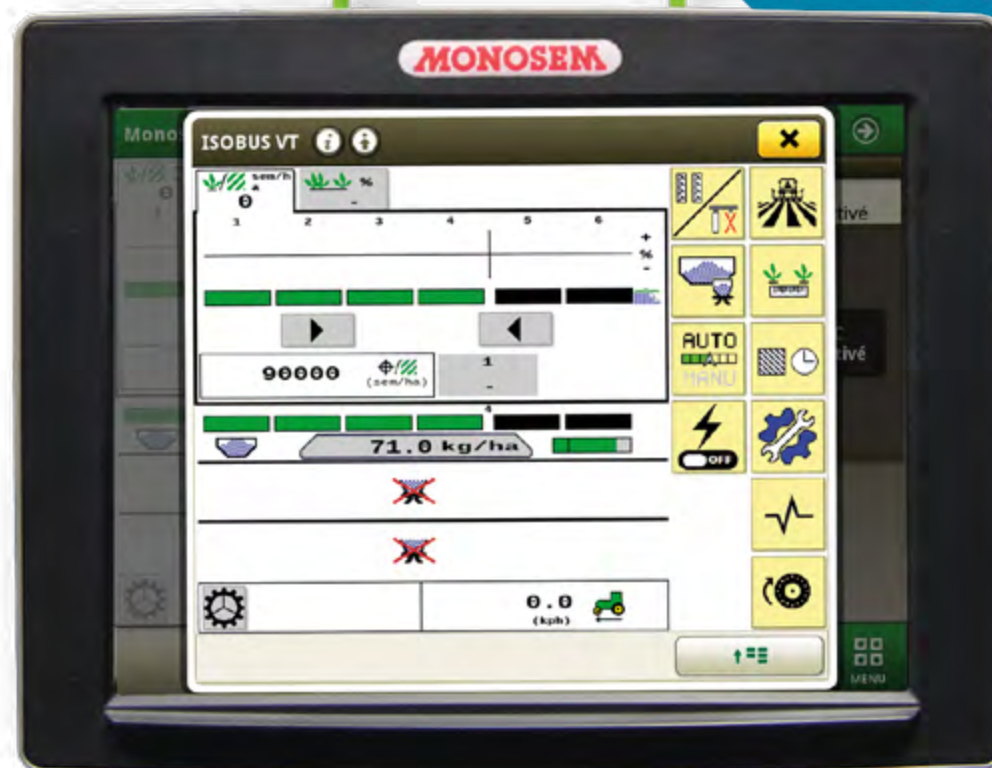 MONOSEM
Mono
ISOBUS VT
sem/ha
0
%
-
1 2 3 4 5 6
+
%
-
tivé
tivé
90000
(sem/ha)
1
-
AUTO
MANU
4
71.0 kg/ha
OFF
0.0
(kph)
MENU